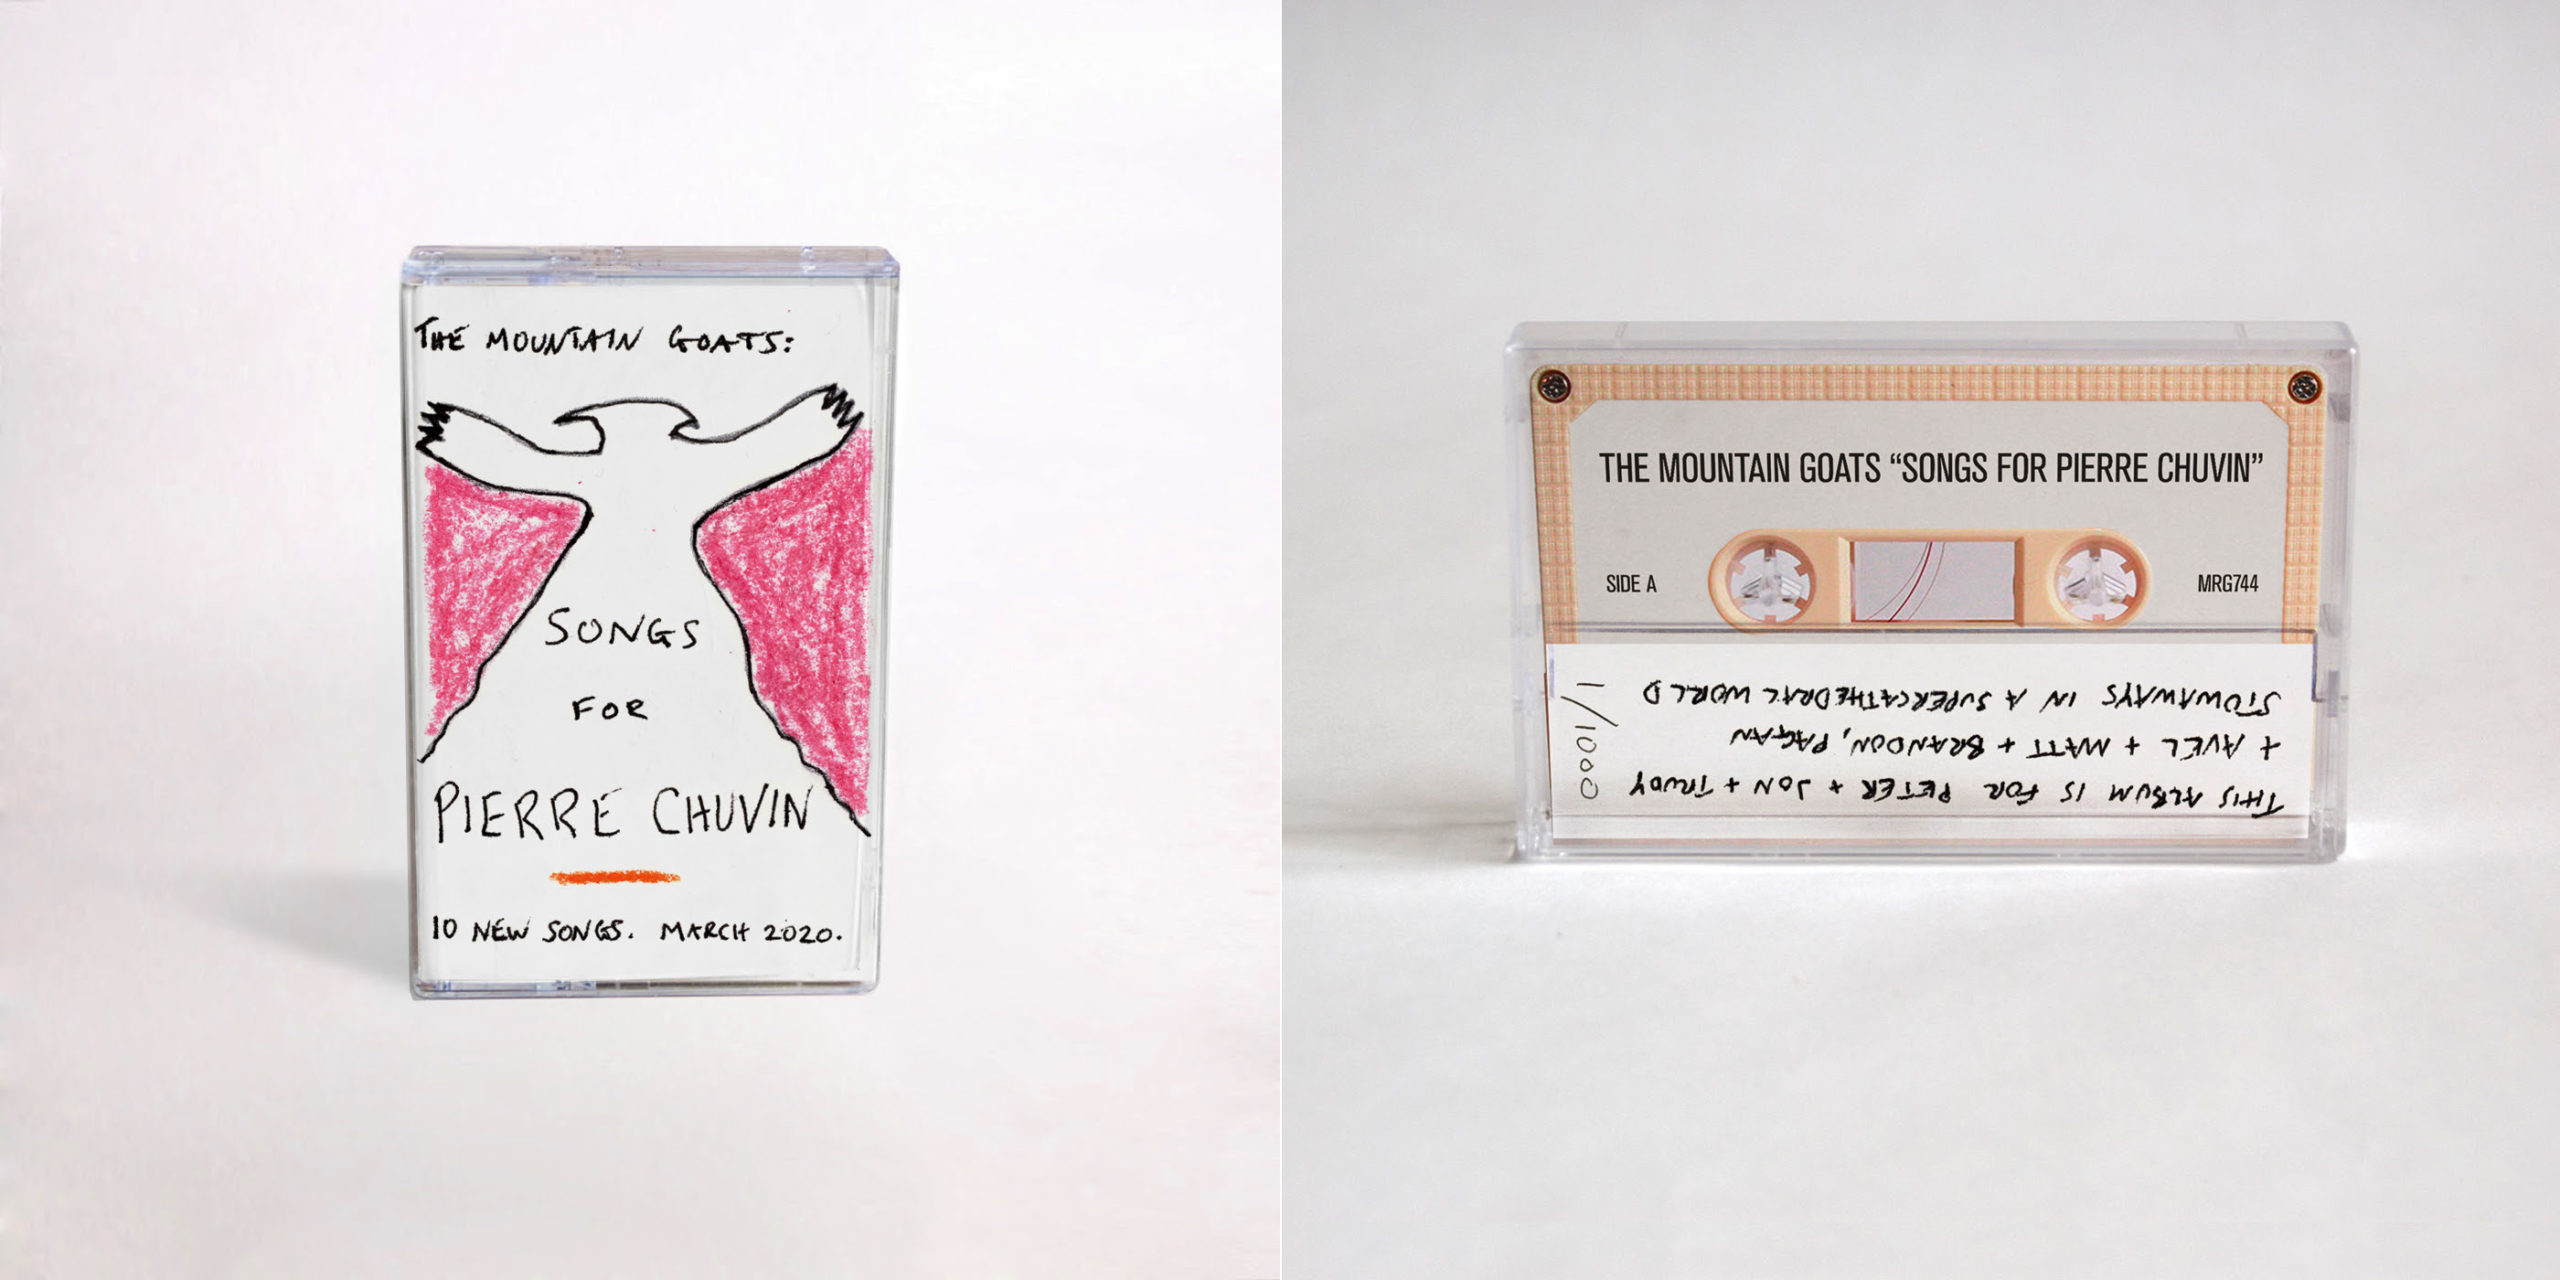 THE MOUNTAIN GOATS:
SONGS
FOR
PIERRE CHUVIN
10 NEW SONGS. MARCH 2020.
THE MOUNTAIN GOATS “SONGS FOR PIERRE CHUVIN”
SIDE A
MRG744
THIS ALBUM IS FOR PETER + JON + TRUDY
+ AVEL + MATT + BRANDON, PAGAN
STOWAWAYS IN A SUPERCATHEDRAL WORLD
1/1000